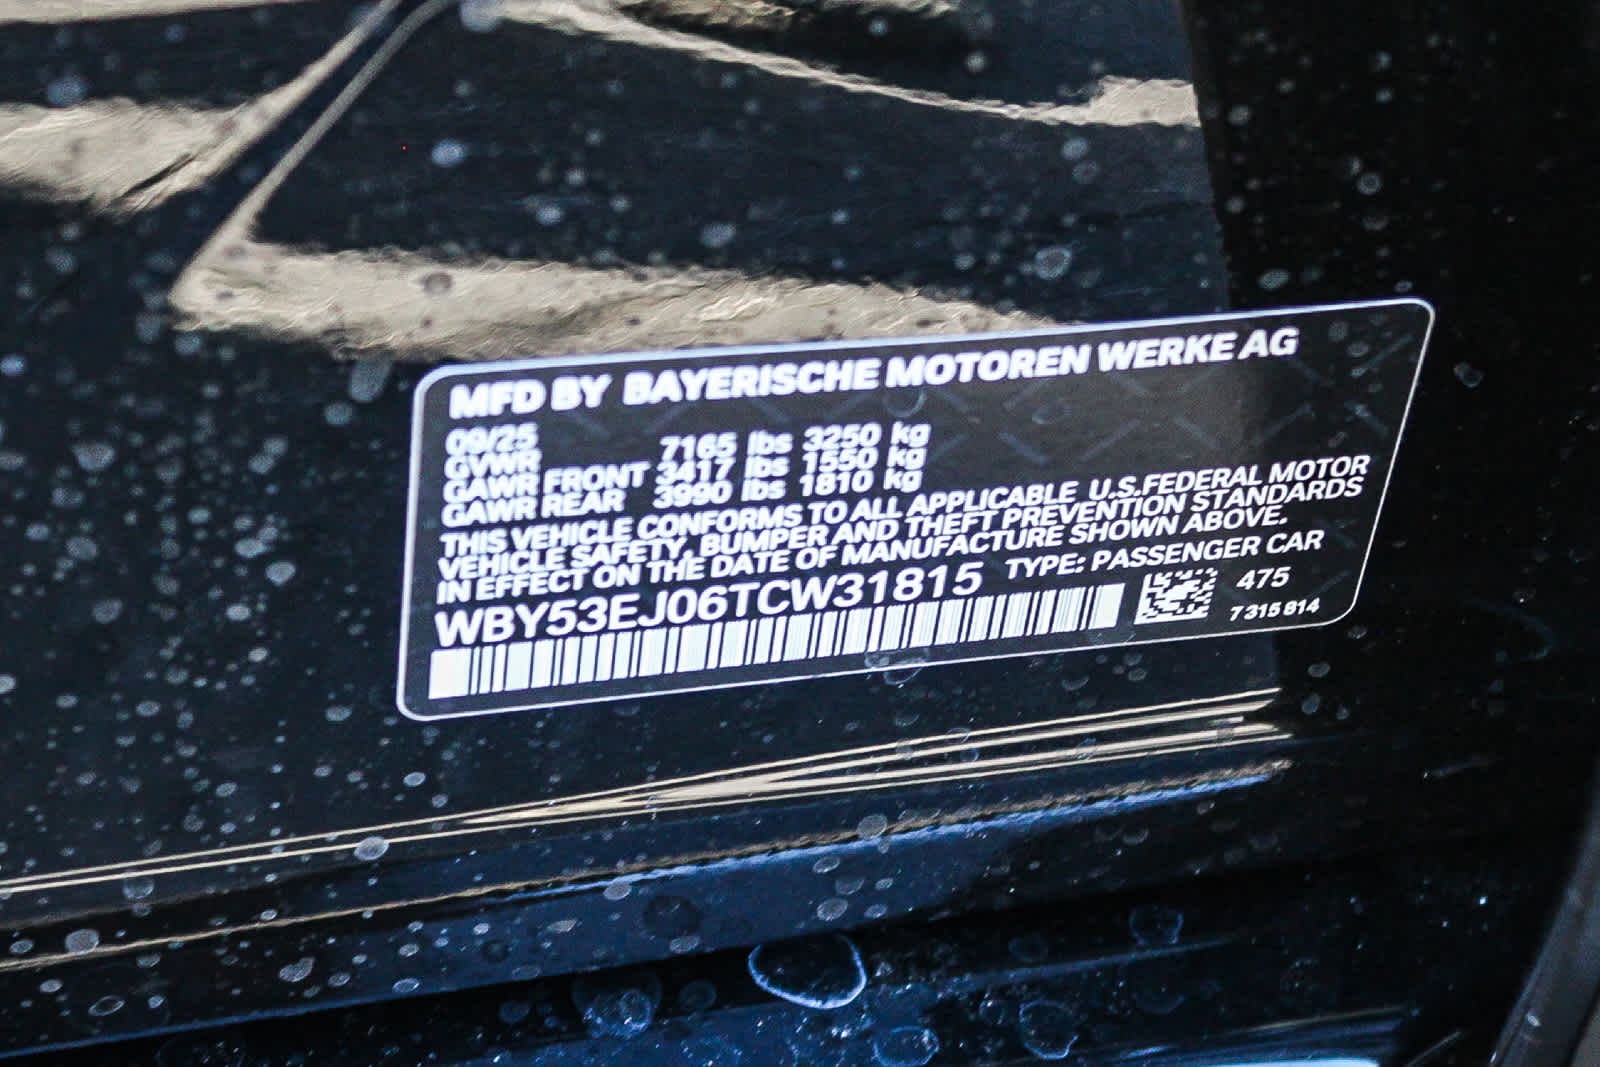 MFD BY BAYERISCHE MOTOREN WERKE AG
09/25
GVWR 7165 lbs 3250 kg
GAWR FRONT 3417 lbs 1550 kg
GAWR REAR 3990 lbs 1810 kg
THIS VEHICLE CONFORMS TO ALL APPLICABLE U.S.FEDERAL MOTOR
VEHICLE SAFETY, BUMPER AND THEFT PREVENTION STANDARDS
IN EFFECT ON THE DATE OF MANUFACTURE SHOWN ABOVE.
WBY53EJ06TCW31815 TYPE: PASSENGER CAR
475
7 315 814